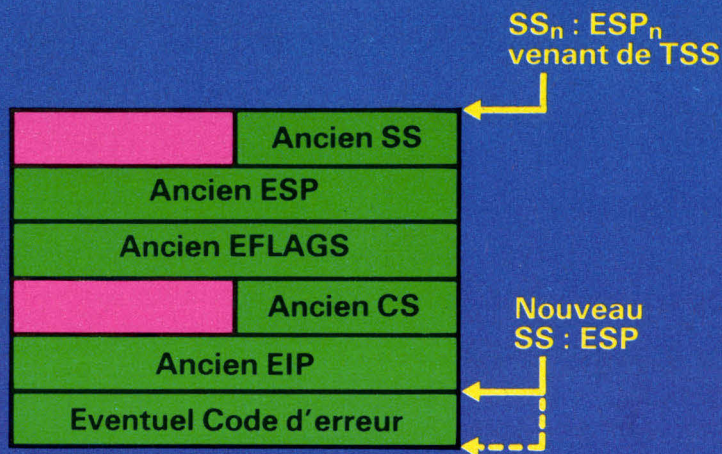 SSn : ESPn
venant de TSS
Ancien SS
Ancien ESP
Ancien EFLAGS
Ancien CS
Nouveau
SS : ESP
Ancien EIP
Eventuel Code d'erreur